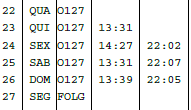 22 QUA O127
23 QUI O127 13:31
24 SEX O127 14:27 22:02
25 SAB O127 13:31 22:07
26 DOM O127 13:39 22:05
27 SEG FOLG